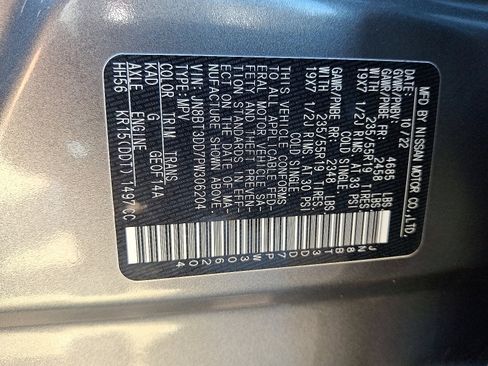 MFD BY NISSAN MOTOR CO.,LTD.
DATE: 10/22
GVWR/PNBV: 4685 LBS
GAWR/PNBE FR: 2468 LBS
WITH 235/55R19 TIRES,
19X7 1/2J RIMS AT 33 PSI
COLD SINGLE
GAWR/PNBE RR: 2348 LBS
WITH 235/55R19 TIRES,
19X7 1/2J RIMS AT 30 PSI
COLD SINGLE
THIS VEHICLE CONFORMS
TO ALL APPLICABLE FED-
ERAL MOTOR VEHICLE SA-
FETY AND THEFT PREVEN-
TION STANDARDS IN EFF-
ECT ON THE DATE OF MA-
NUFACTURE SHOWN ABOVE.
VIN: JN8BT3DD7PW306204
TYPE: MPV
COLOR TRIM TRANS
KAD G GEOF14A
AXLE ENGINE
HH56 KR15(DDT)1497CC
JN8BT3DD7PW306204